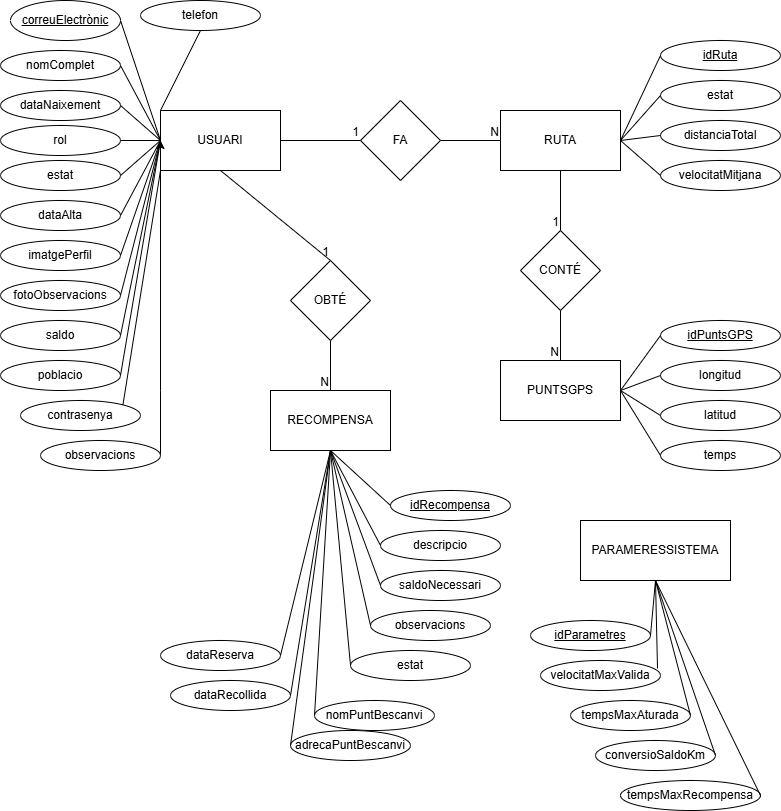 correuElectrònic
telefon
nomComplet
idRuta
dataNaixement
estat
rol
USUARI
1
FA
N
RUTA
distanciaTotal
estat
velocitatMitjana
dataAlta
1
imatgePerfil
1
CONTÉ
fotoObservacions
OBTÉ
saldo
idPuntsGPS
N
poblacio
N
PUNTSGPS
longitud
contrasenya
RECOMPENSA
latitud
observacions
temps
idRecompensa
descripcio
PARAMERESSISTEMA
saldoNecessari
observacions
idParametres
dataReserva
estat
velocitatMaxValida
dataRecollida
nomPuntBescanvi
tempsMaxAturada
adrecaPuntBescanvi
conversioSaldoKm
tempsMaxRecompensa